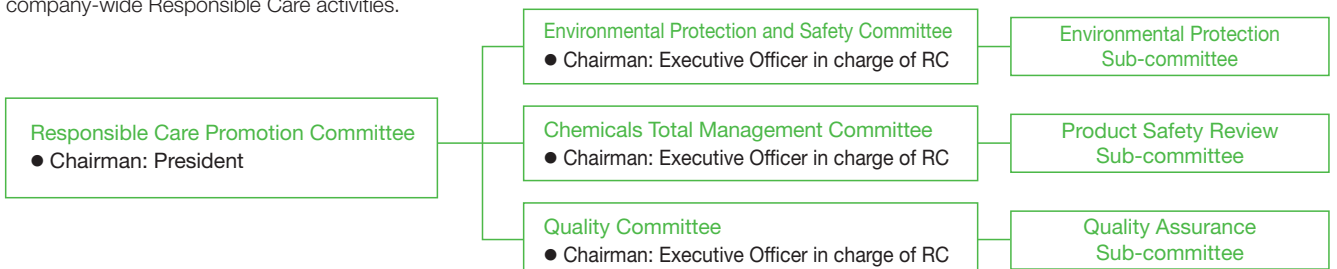 company-wide Responsible Care activities.
Environmental Protection and Safety Committee
● Chairman: Executive Officer in charge of RC
Environmental Protection
Sub-committee
Responsible Care Promotion Committee
● Chairman: President
Chemicals Total Management Committee
● Chairman: Executive Officer in charge of RC
Product Safety Review
Sub-committee
Quality Committee
● Chairman: Executive Officer in charge of RC
Quality Assurance
Sub-committee